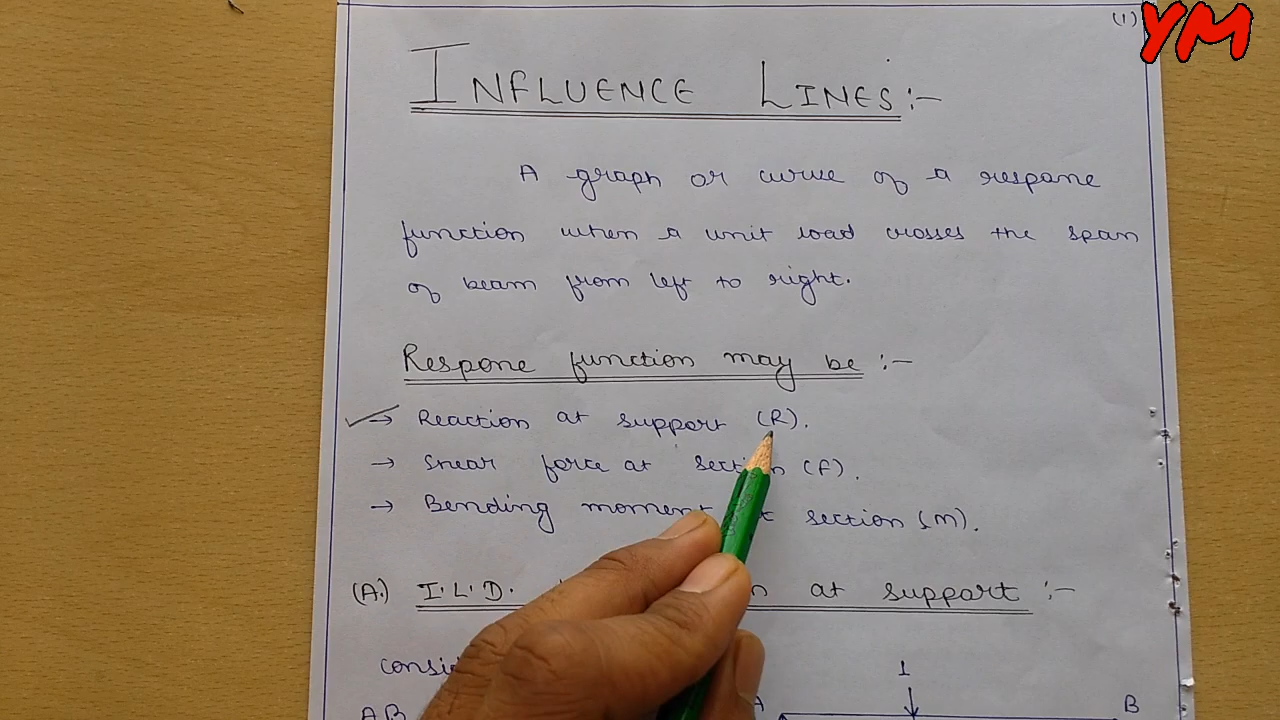 (1) YM
INFLUENCE LINES:-
A graph or curve of a respone
function when a unit load crosses the span
of beam from left to right.
Respone function may be :-
→ Reaction at support (R).
→ Shear force at section (F).
→ Bending moment section (M).
(A.) I.L.D. at support :-
1
A B
AB